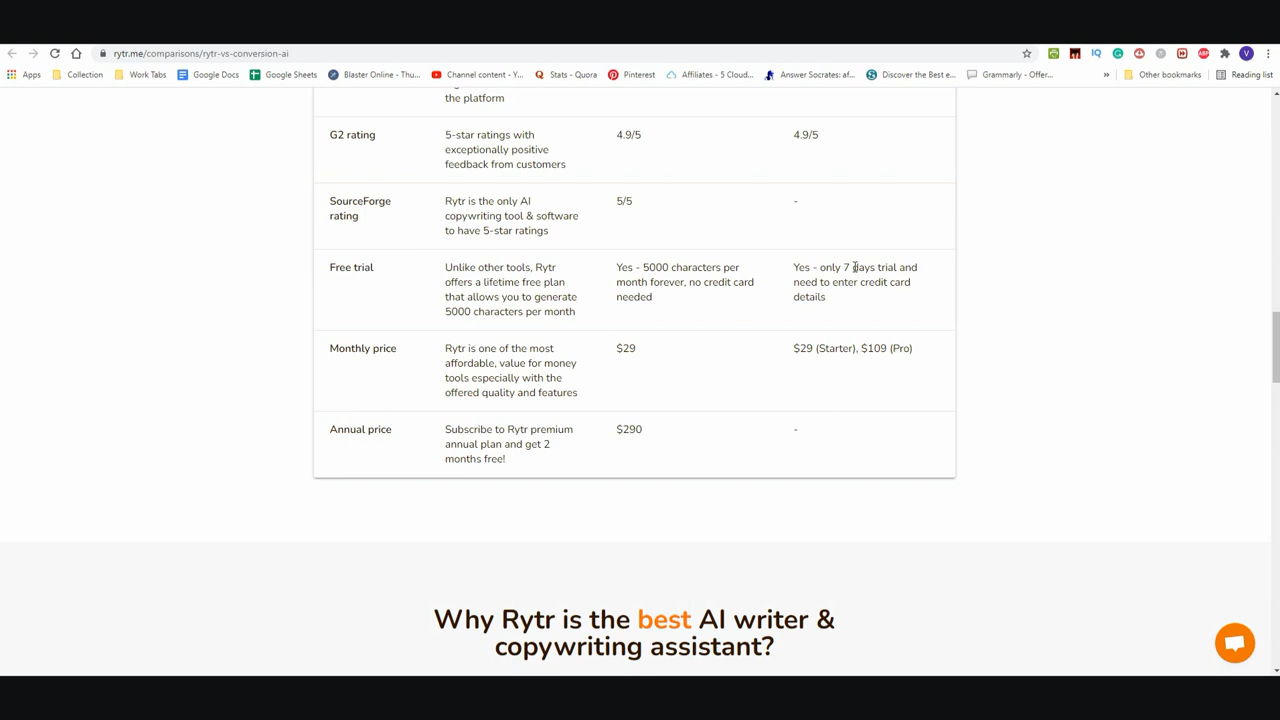 rytr.me/comparisons/rytr-vs-conversion-ai
Apps
Collection
Work Tabs
Google Docs
Google Sheets
Blaster Online - Thu...
Channel content - Y...
Stats - Quora
Pinterest
Affiliates - 5 Cloud...
Answer Socrates: af...
Discover the Best e...
Grammarly - Offer...
»
Other bookmarks
Reading list
the platform
G2 rating
5-star ratings with
exceptionally positive
feedback from customers
4.9/5
4.9/5
SourceForge
rating
Rytr is the only AI
copywriting tool & software
to have 5-star ratings
5/5
-
Free trial
Unlike other tools, Rytr
offers a lifetime free plan
that allows you to generate
5000 characters per month
Yes - 5000 characters per
month forever, no credit card
needed
Yes - only 7 days trial and
need to enter credit card
details
Monthly price
Rytr is one of the most
affordable, value for money
tools especially with the
offered quality and features
$29
$29 (Starter), $109 (Pro)
Annual price
Subscribe to Rytr premium
annual plan and get 2
months free!
$290
-
Why Rytr is the best AI writer &
copywriting assistant?